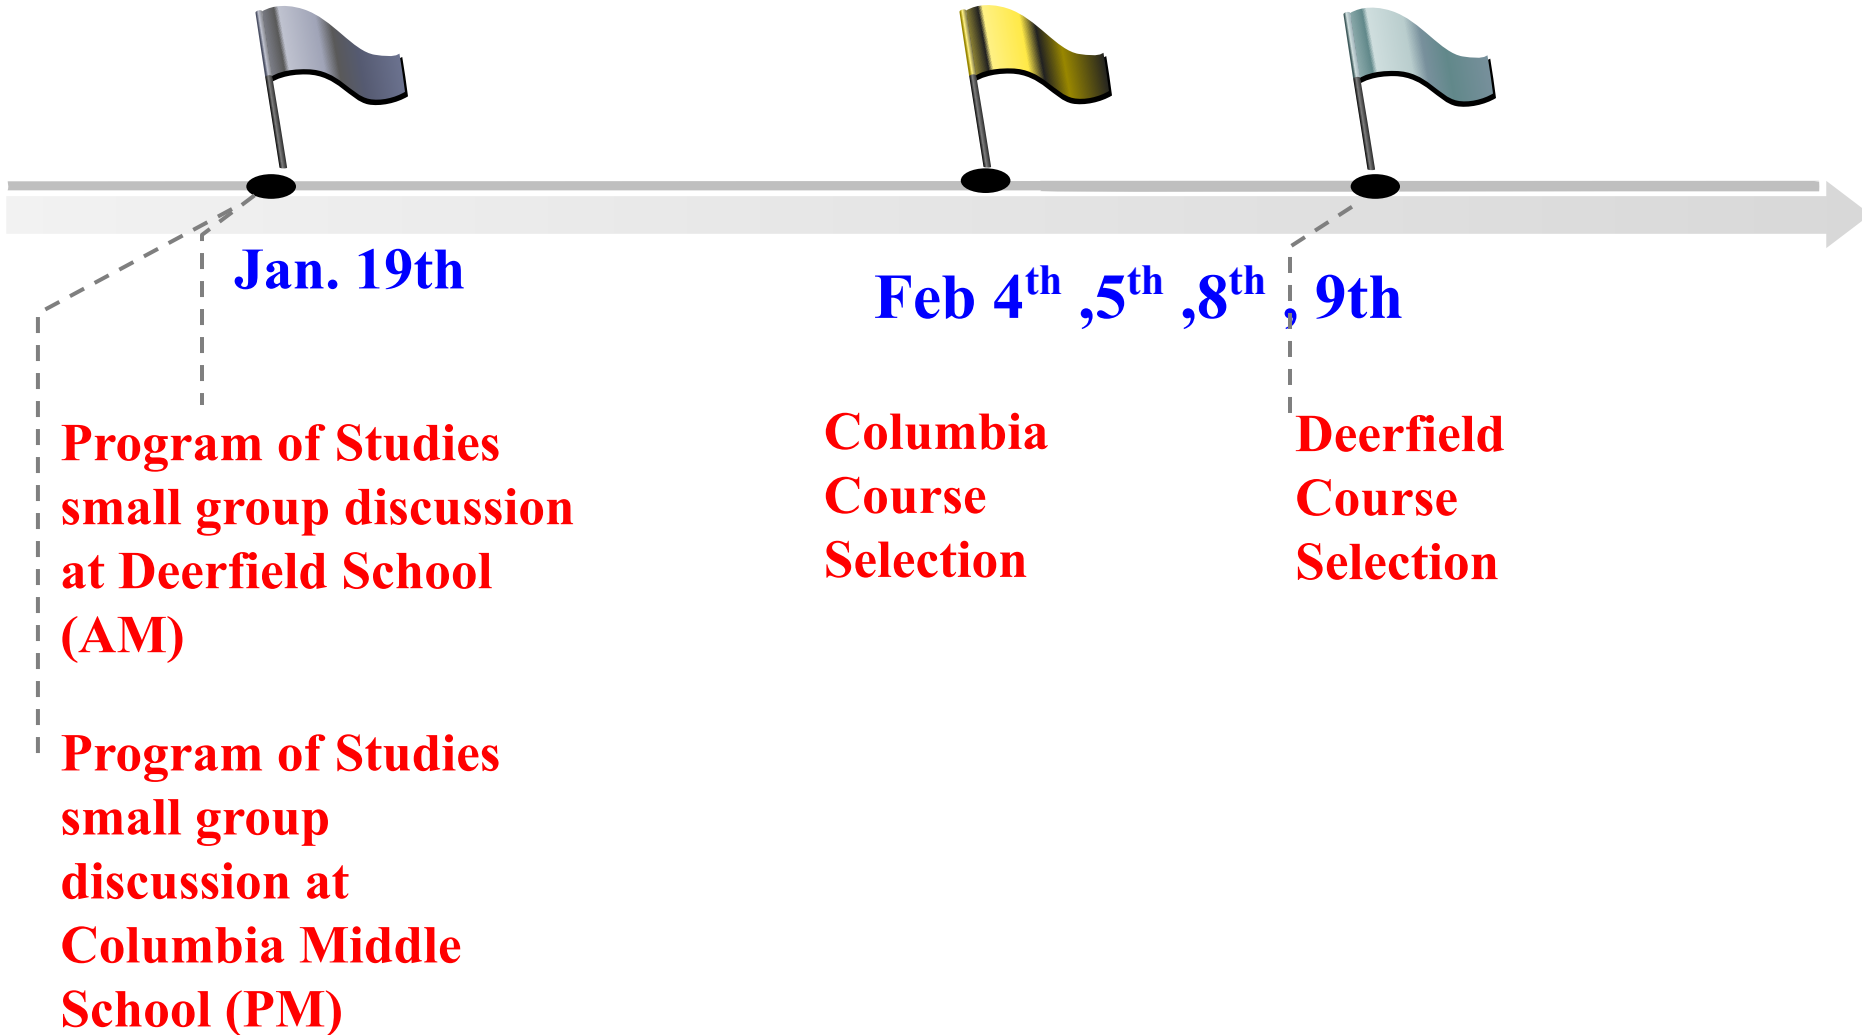 Jan. 19th
Feb 4th ,5th ,8th , 9th
Program of Studies
small group discussion
at Deerfield School
(AM)
Program of Studies
small group
discussion at
Columbia Middle
School (PM)
Columbia
Course
Selection
Deerfield
Course
Selection